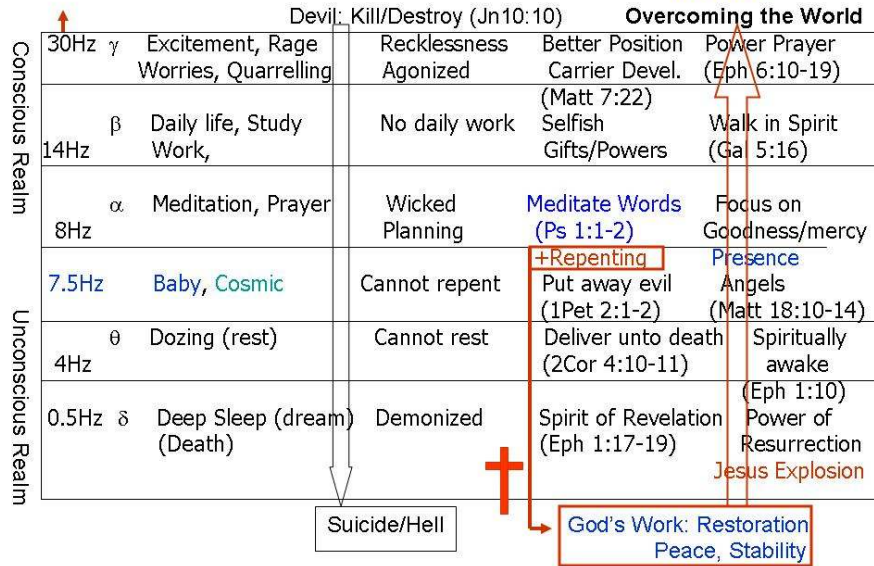 Devil: Kill/Destroy (Jn10:10)
Overcoming the World
Conscious Realm
Unconscious Realm
30Hz γ
Excitement, Rage
Worries, Quarrelling
Recklessness
Agonized
Better Position
Carrier Devel.
(Matt 7:22)
Power Prayer
(Eph 6:10-19)
β
14Hz
Daily life, Study
Work,
No daily work
Selfish
Gifts/Powers
Walk in Spirit
(Gal 5:16)
α
8Hz
Meditation, Prayer
Wicked
Planning
Meditate Words
(Ps 1:1-2)
+Repenting
Focus on
Goodness/mercy
Presence
7.5Hz
Baby, Cosmic
Cannot repent
Put away evil
(1Pet 2:1-2)
Angels
(Matt 18:10-14)
θ
4Hz
Dozing (rest)
Cannot rest
Deliver unto death
(2Cor 4:10-11)
Spiritually
awake
(Eph 1:10)
0.5Hz δ
Deep Sleep (dream)
(Death)
Demonized
Spirit of Revelation
(Eph 1:17-19)
Power of
Resurrection
Jesus Explosion
Suicide/Hell
God's Work: Restoration
Peace, Stability